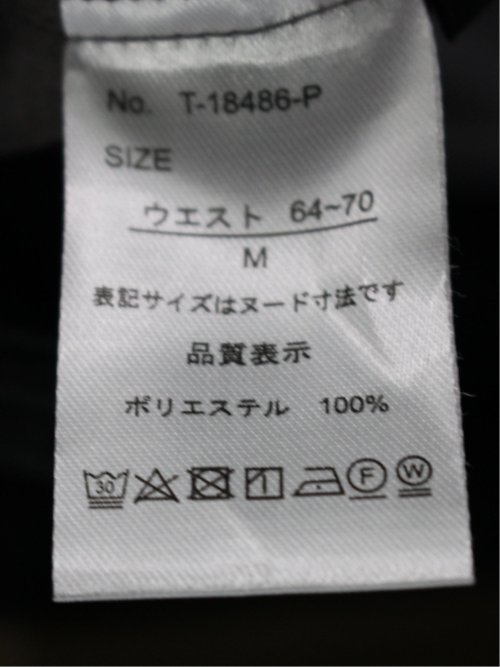 No. T-18486-P
SIZE
ウエスト 64~70
M
表記サイズはヌード寸法です
品質表示
ポリエステル 100%
30 F W